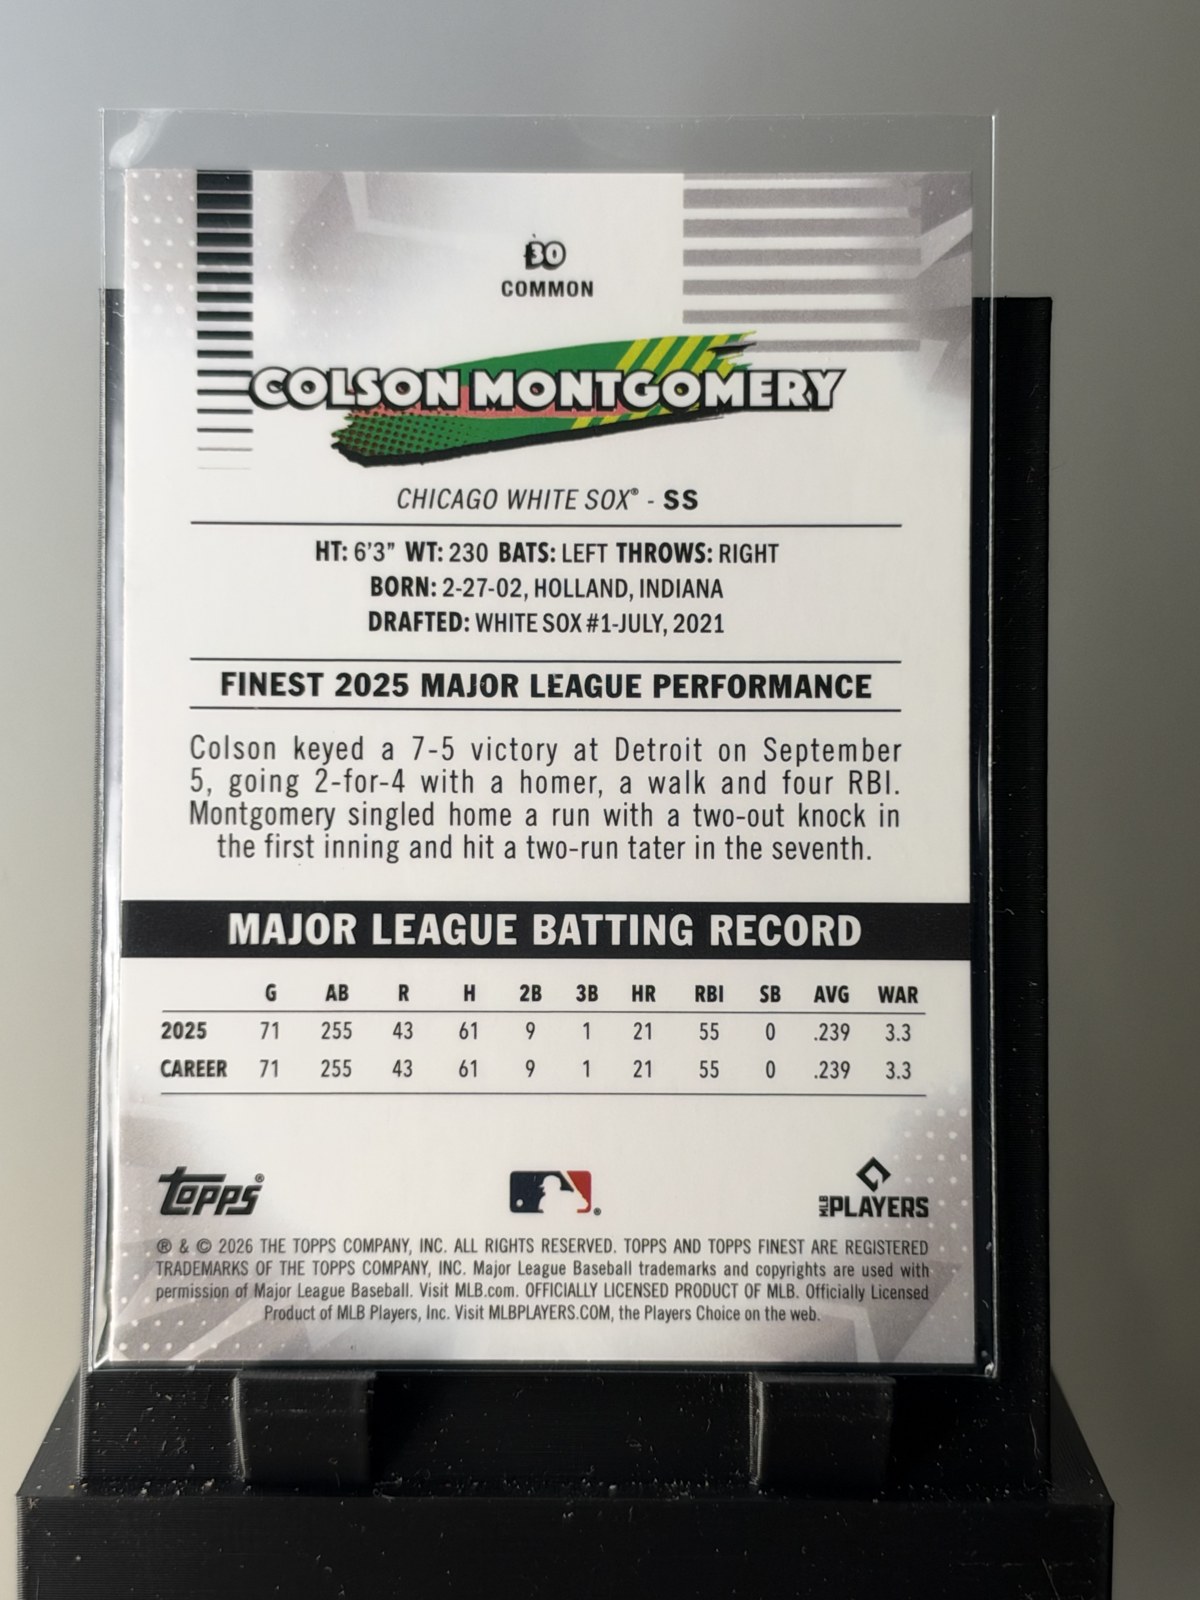 30
COMMON
COLSON MONTGOMERY
CHICAGO WHITE SOX® - SS
HT: 6'3" WT: 230 BATS: LEFT THROWS: RIGHT
BORN: 2-27-02, HOLLAND, INDIANA
DRAFTED: WHITE SOX #1-JULY, 2021
FINEST 2025 MAJOR LEAGUE PERFORMANCE
Colson keyed a 7-5 victory at Detroit on September
5, going 2-for-4 with a homer, a walk and four RBI.
Montgomery singled home a run with a two-out knock in
the first inning and hit a two-run tater in the seventh.
MAJOR LEAGUE BATTING RECORD
G AB R H 2B 3B HR RBI SB AVG WAR
2025 71 255 43 61 9 1 21 55 0 .239 3.3
CAREER 71 255 43 61 9 1 21 55 0 .239 3.3
topps®
®
MLB PLAYERS
® & © 2026 THE TOPPS COMPANY, INC. ALL RIGHTS RESERVED. TOPPS AND TOPPS FINEST ARE REGISTERED
TRADEMARKS OF THE TOPPS COMPANY, INC. Major League Baseball trademarks and copyrights are used with
permission of Major League Baseball. Visit MLB.com. OFFICIALLY LICENSED PRODUCT OF MLB. Officially Licensed
Product of MLB Players, Inc. Visit MLBPLAYERS.COM, the Players Choice on the web.